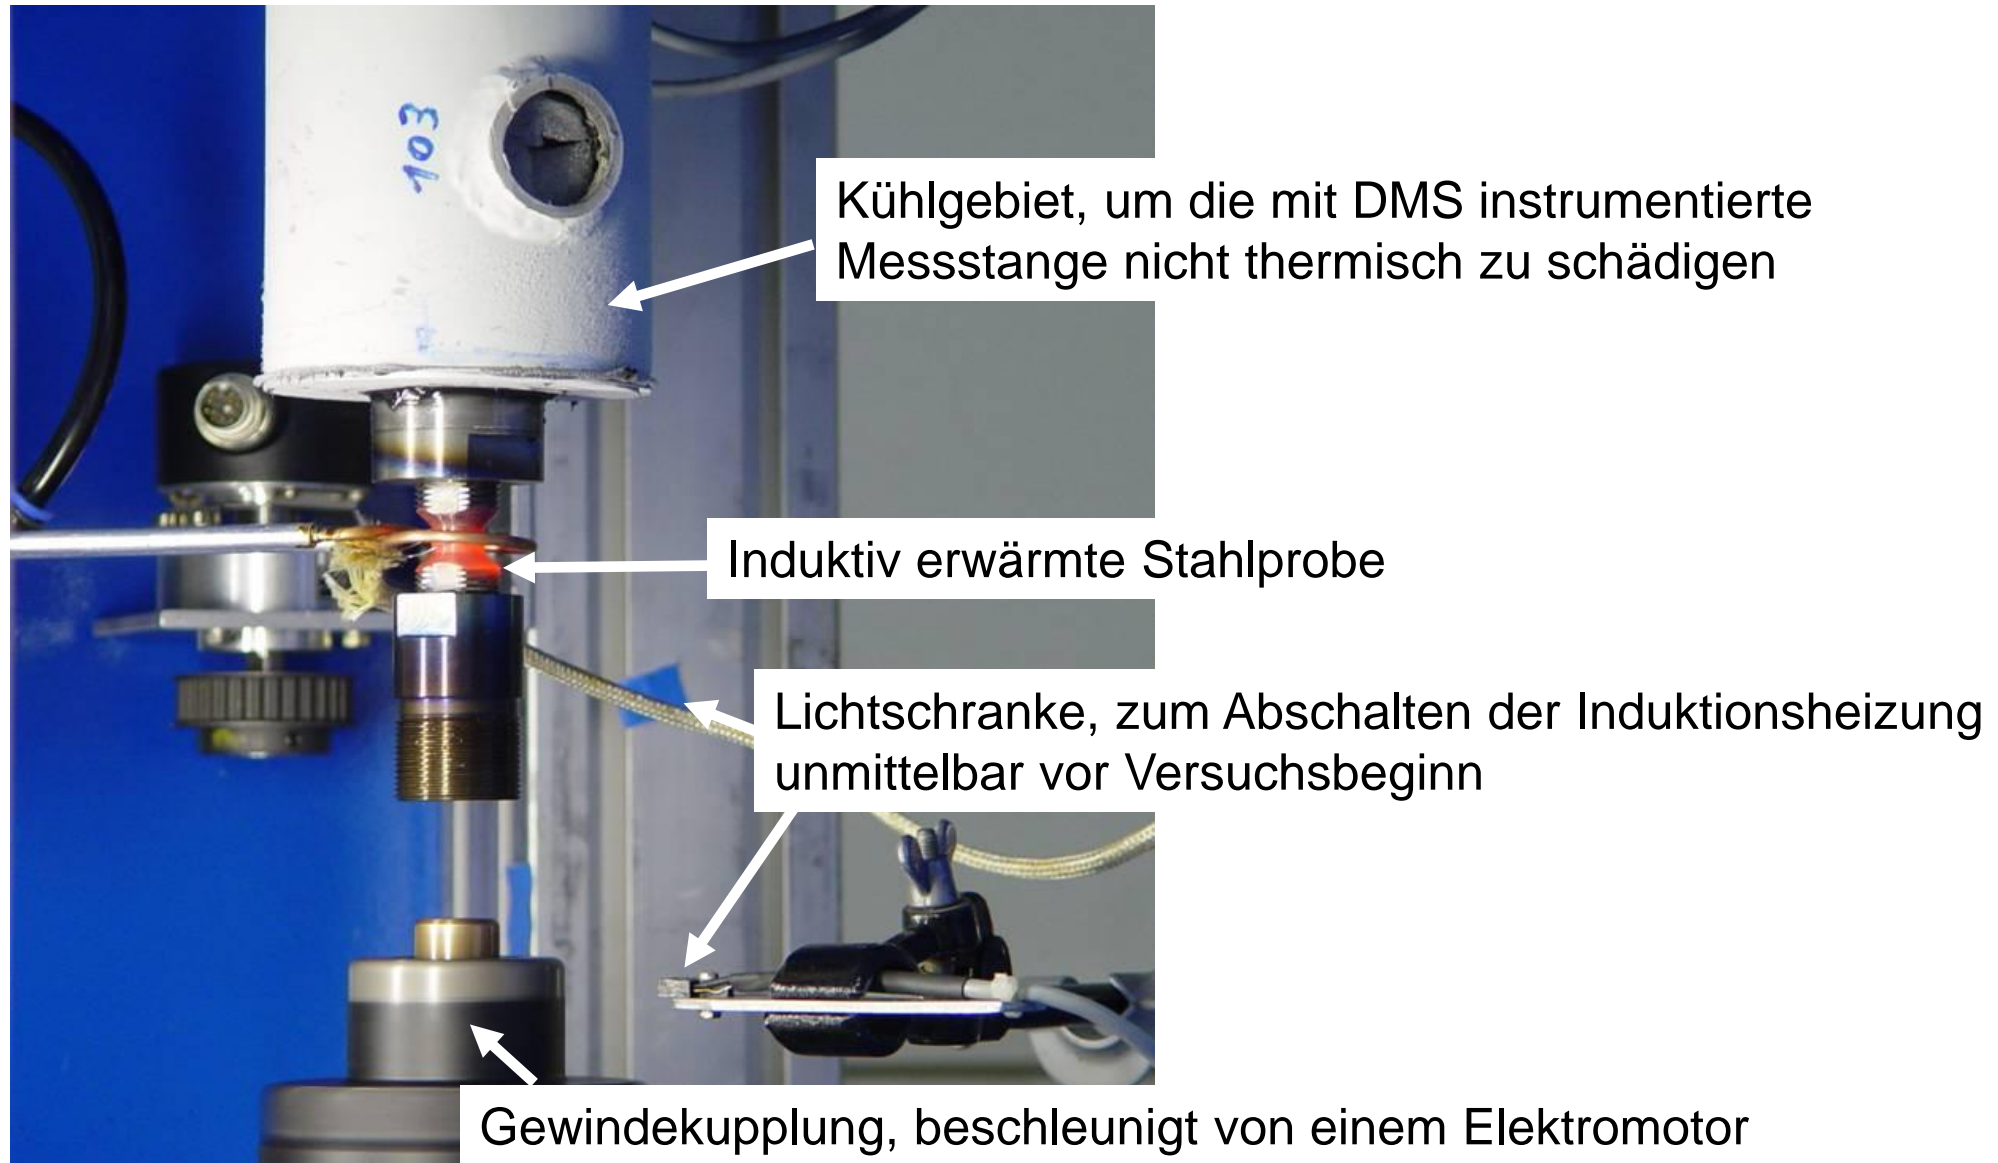 103
Kühlgebiet, um die mit DMS instrumentierte
Messstange nicht thermisch zu schädigen
Induktiv erwärmte Stahlprobe
Lichtschranke, zum Abschalten der Induktionsheizung
unmittelbar vor Versuchsbeginn
Gewindekupplung, beschleunigt von einem Elektromotor